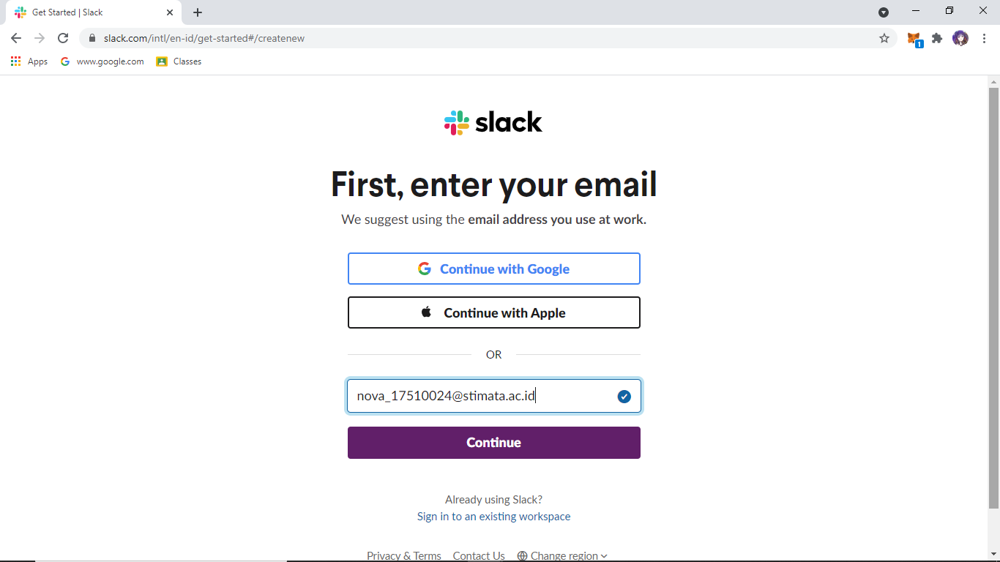 Get Started | Slack
slack.com/intl/en-id/get-started#/createnew
1
Apps www.google.com Classes
slack
First, enter your email
We suggest using the email address you use at work.
Continue with Google
Continue with Apple
OR
nova_17510024@stimata.ac.id
Continue
Already using Slack?
Sign in to an existing workspace
Privacy & Terms Contact Us Change region